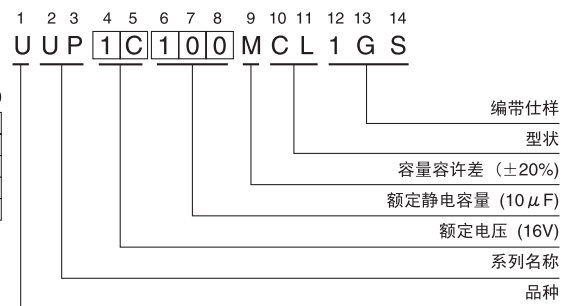 1 2 3 4 5 6 7 8 9 10 11 12 13 14
U U P 1 C 1 0 0 M C L 1 G S
编带仕样
型状
容量容许差 (±20%)
额定静电容量 (10μF)
额定电压 (16V)
系列名称
品种